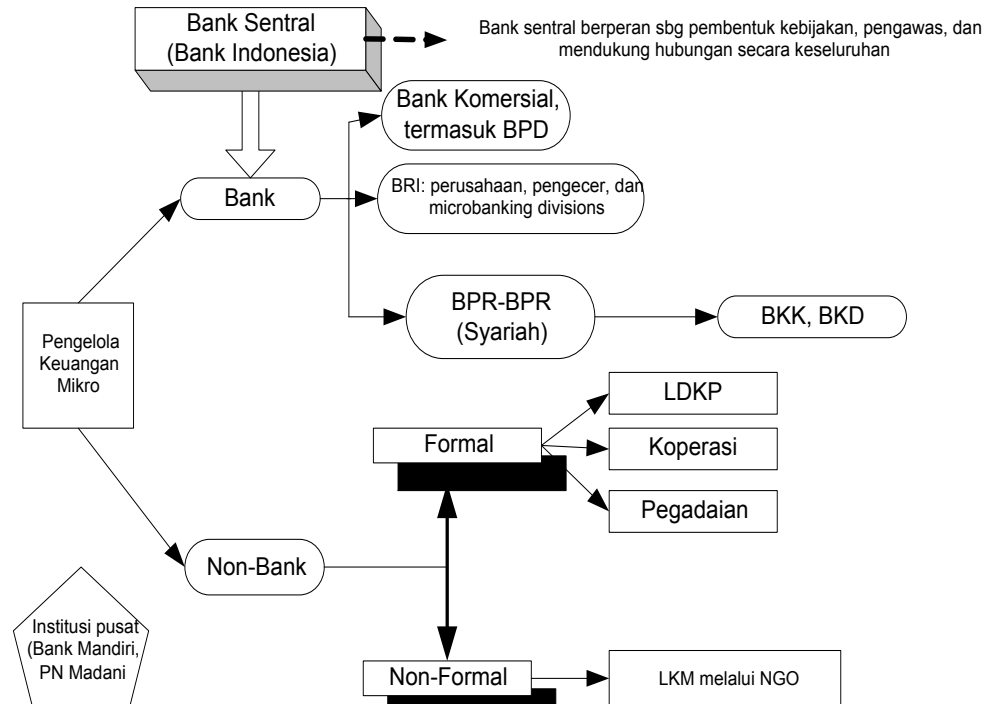 Bank Sentral
(Bank Indonesia)
Bank sentral berperan sbg pembentuk kebijakan, pengawas, dan
mendukung hubungan secara keseluruhan
Bank Komersial,
termasuk BPD
Bank
BRI: perusahaan, pengecer, dan
microbanking divisions
BPR-BPR
(Syariah)
BKK, BKD
Pengelola
Keuangan
Mikro
LDKP
Formal
Koperasi
Pegadaian
Non-Bank
Institusi pusat
(Bank Mandiri,
PN Madani
Non-Formal
LKM melalui NGO